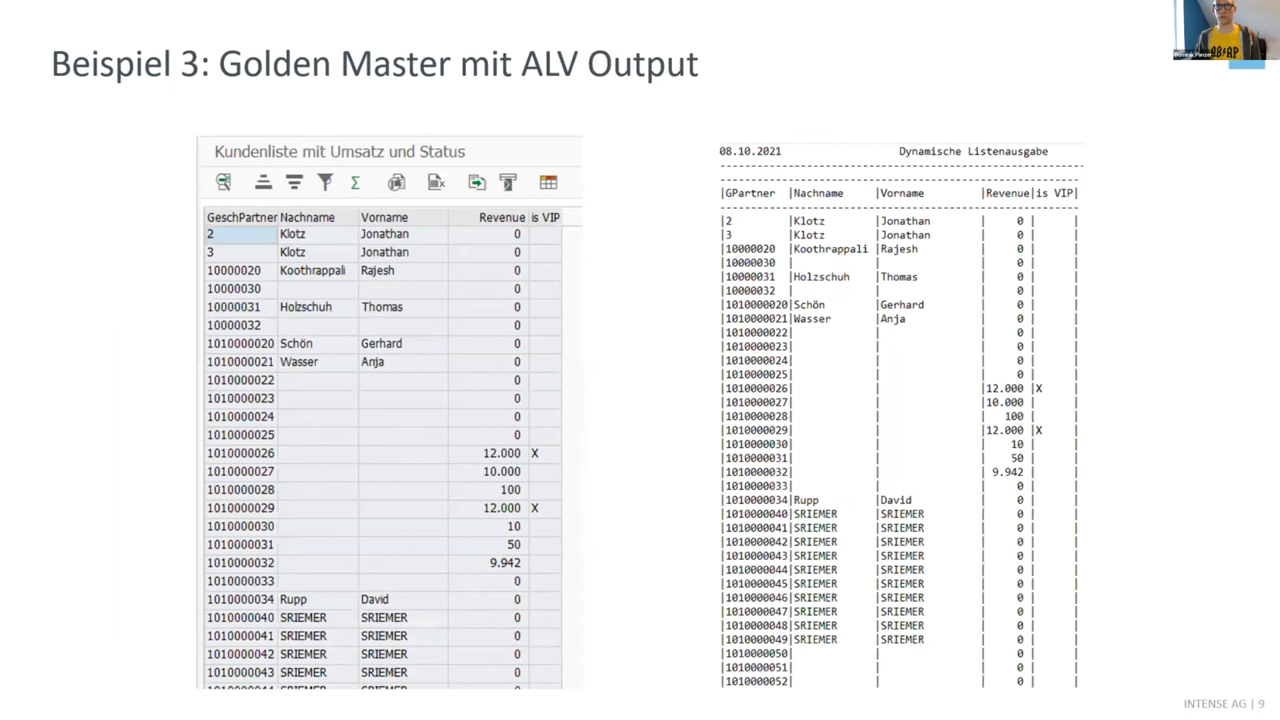 Beispiel 3: Golden Master mit ALV Output
Dominik Panzer
ABAP
Kundenliste mit Umsatz und Status
GeschPartner Nachname Vorname Revenue is VIP
2 Klotz Jonathan 0
3 Klotz Jonathan 0
10000020 Koothrappali Rajesh 0
10000030 0
10000031 Holzschuh Thomas 0
10000032 0
1010000020 Schön Gerhard 0
1010000021 Wasser Anja 0
1010000022 0
1010000023 0
1010000024 0
1010000025 0
1010000026 12.000 X
1010000027 10.000
1010000028 100
1010000029 12.000 X
1010000030 10
1010000031 50
1010000032 9.942
1010000033 0
1010000034 Rupp David 0
1010000040 SRIEMER SRIEMER 0
1010000041 SRIEMER SRIEMER 0
1010000042 SRIEMER SRIEMER 0
1010000043 SRIEMER SRIEMER 0
08.10.2021 Dynamische Listenausgabe
|GPartner |Nachname |Vorname |Revenue|is VIP|
|2 |Klotz |Jonathan | 0 | |
|3 |Klotz |Jonathan | 0 | |
|10000020 |Koothrappali |Rajesh | 0 | |
|10000030 | | | 0 | |
|10000031 |Holzschuh |Thomas | 0 | |
|10000032 | | | 0 | |
|1010000020|Schön |Gerhard | 0 | |
|1010000021|Wasser |Anja | 0 | |
|1010000022| | | 0 | |
|1010000023| | | 0 | |
|1010000024| | | 0 | |
|1010000025| | | 0 | |
|1010000026| | |12.000 |X |
|1010000027| | |10.000 | |
|1010000028| | | 100 | |
|1010000029| | |12.000 |X |
|1010000030| | | 10 | |
|1010000031| | | 50 | |
|1010000032| | | 9.942 | |
|1010000033| | | 0 | |
|1010000034|Rupp |David | 0 | |
|1010000040|SRIEMER |SRIEMER | 0 | |
|1010000041|SRIEMER |SRIEMER | 0 | |
|1010000042|SRIEMER |SRIEMER | 0 | |
|1010000043|SRIEMER |SRIEMER | 0 | |
|1010000044|SRIEMER |SRIEMER | 0 | |
|1010000045|SRIEMER |SRIEMER | 0 | |
|1010000046|SRIEMER |SRIEMER | 0 | |
|1010000047|SRIEMER |SRIEMER | 0 | |
|1010000048|SRIEMER |SRIEMER | 0 | |
|1010000049|SRIEMER |SRIEMER | 0 | |
|1010000050| | | 0 | |
|1010000051| | | 0 | |
|1010000052| | | 0 | |
INTENSE AG | 9